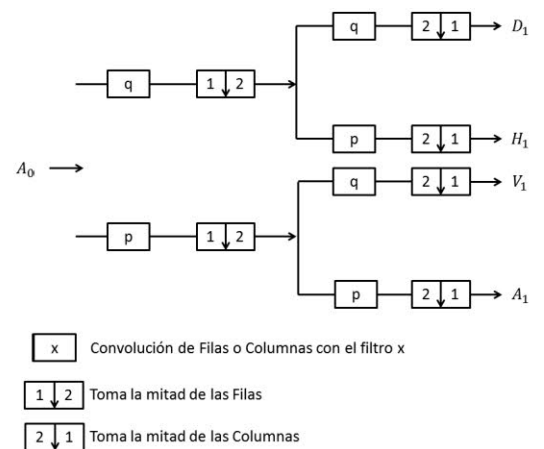 q 2 1 D₁
q 1 2
p 2 1 H₁
A₀
q 2 1 V₁
p 1 2
p 2 1 A₁
x Convolución de Filas o Columnas con el filtro x
1 2 Toma la mitad de las Filas
2 1 Toma la mitad de las Columnas